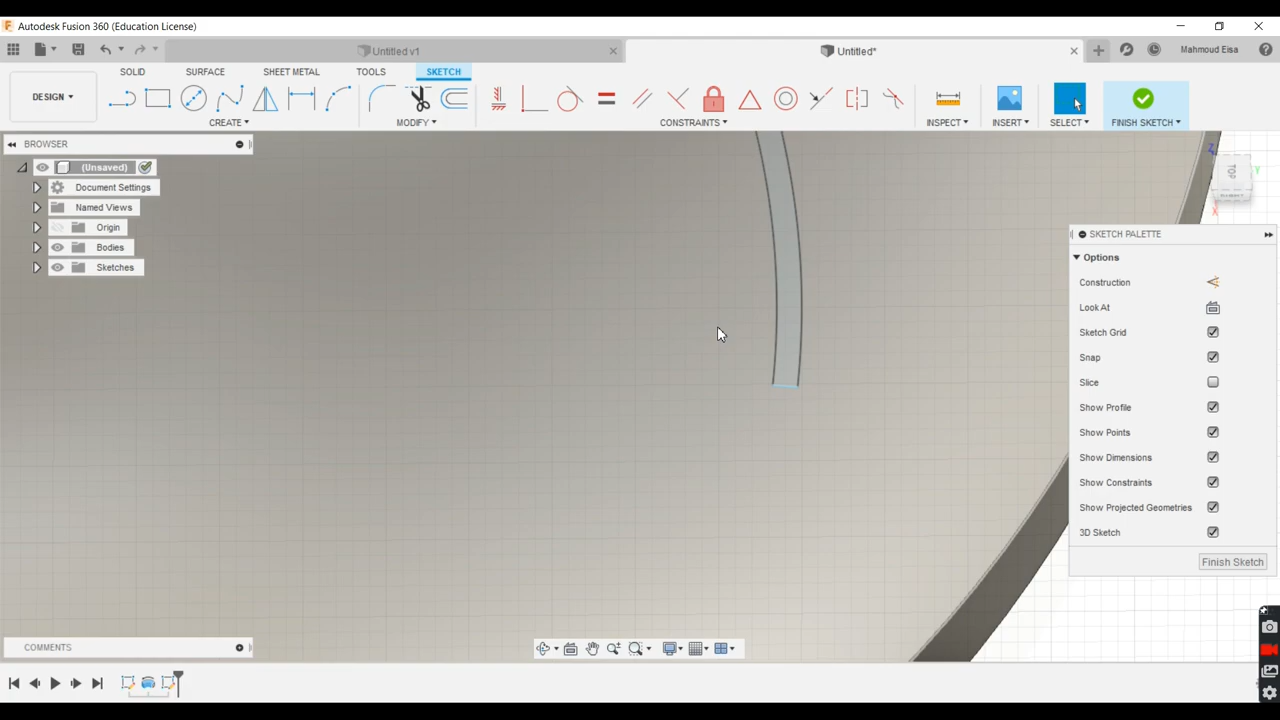 Autodesk Fusion 360 (Education License)
Untitled v1
Untitled*
Mahmoud Eisa
SOLID
SURFACE
SHEET METAL
TOOLS
SKETCH
DESIGN
CREATE
MODIFY
CONSTRAINTS
INSPECT
INSERT
SELECT
FINISH SKETCH
BROWSER
(Unsaved)
Document Settings
Named Views
Origin
Bodies
Sketches
Z
TOP
Y
X
SKETCH PALETTE
Options
Construction
Look At
Sketch Grid
Snap
Slice
Show Profile
Show Points
Show Dimensions
Show Constraints
Show Projected Geometries
3D Sketch
Finish Sketch
COMMENTS